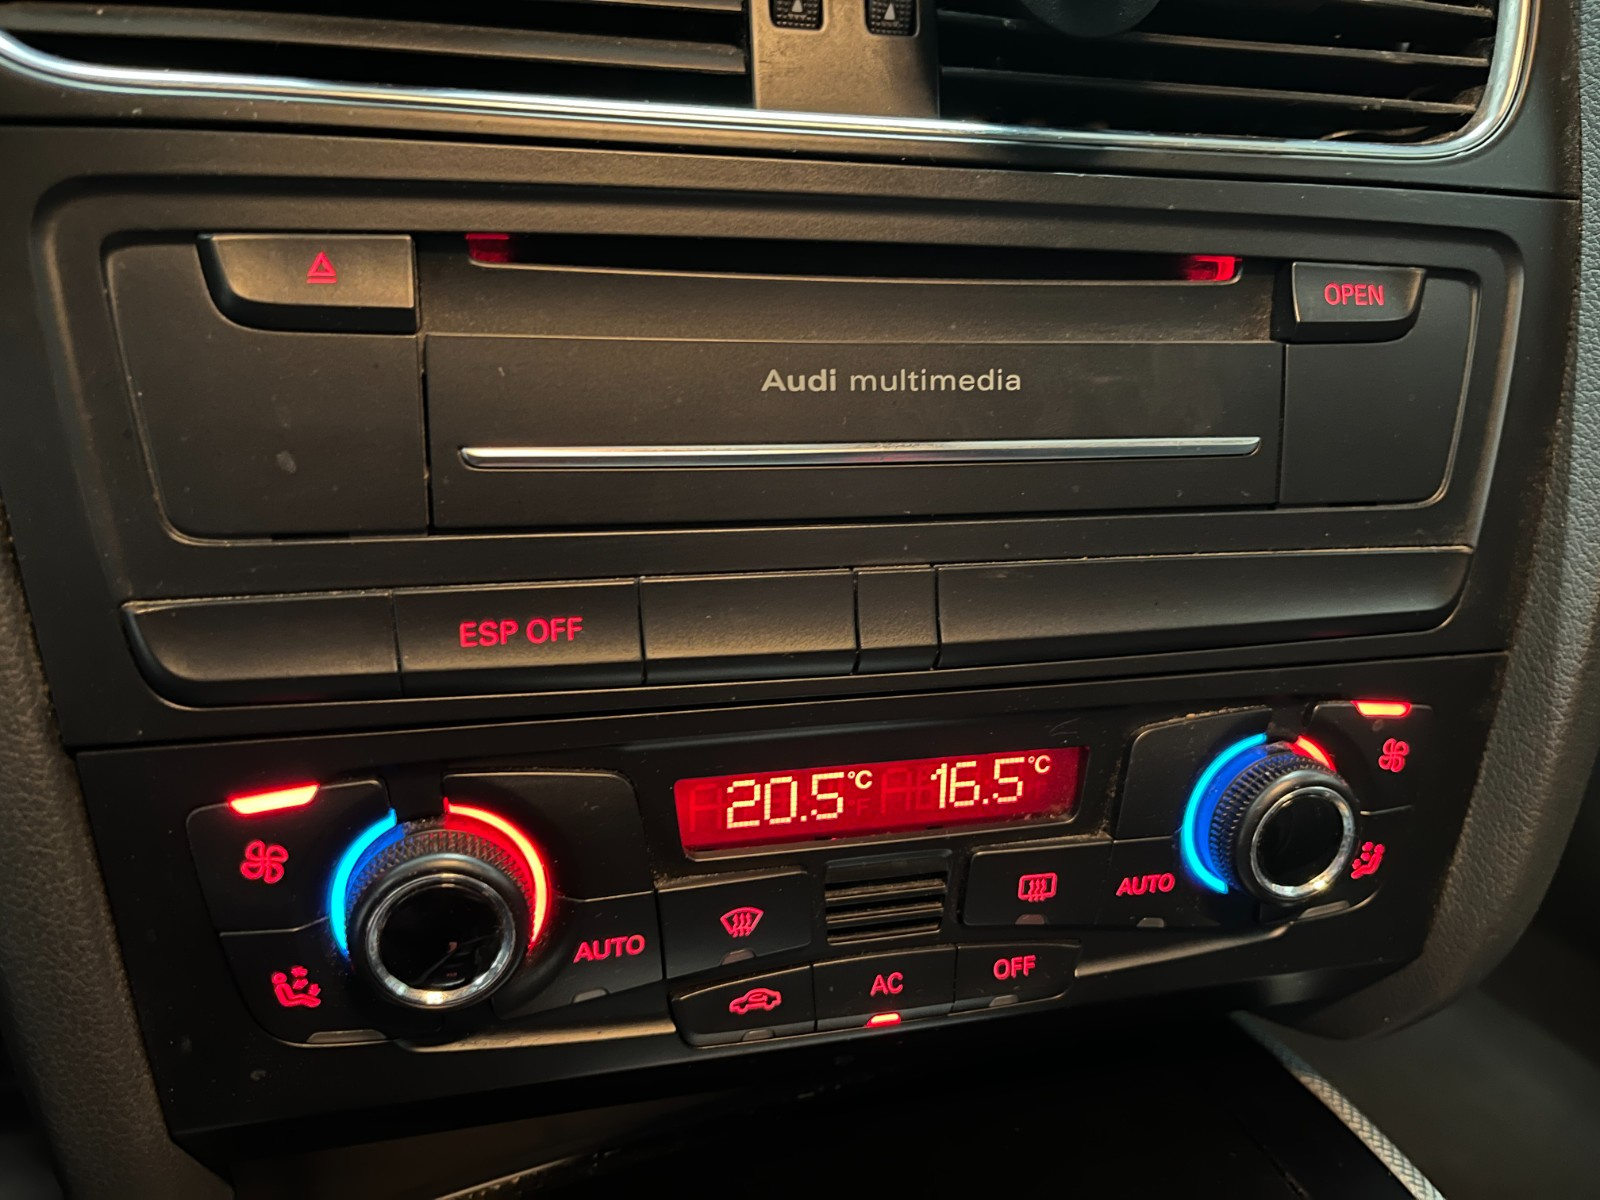 OPEN
Audi multimedia
ESP OFF
20.5°C 16.5°C
AUTO
AUTO
AC
OFF